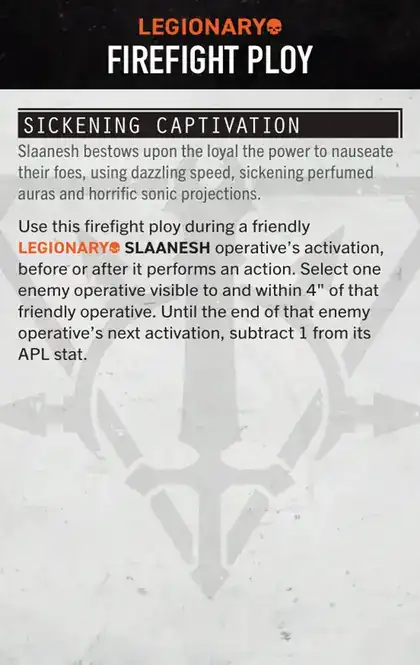 LEGIONARY
FIREFIGHT PLOY
SICKENING CAPTIVATION
Slaanesh bestows upon the loyal the power to nauseate
their foes, using dazzling speed, sickening perfumed
auras and horrific sonic projections.
Use this firefight ploy during a friendly
LEGIONARY SLAANESH operative’s activation,
before or after it performs an action. Select one
enemy operative visible to and within 4" of that
friendly operative. Until the end of that enemy
operative’s next activation, subtract 1 from its
APL stat.